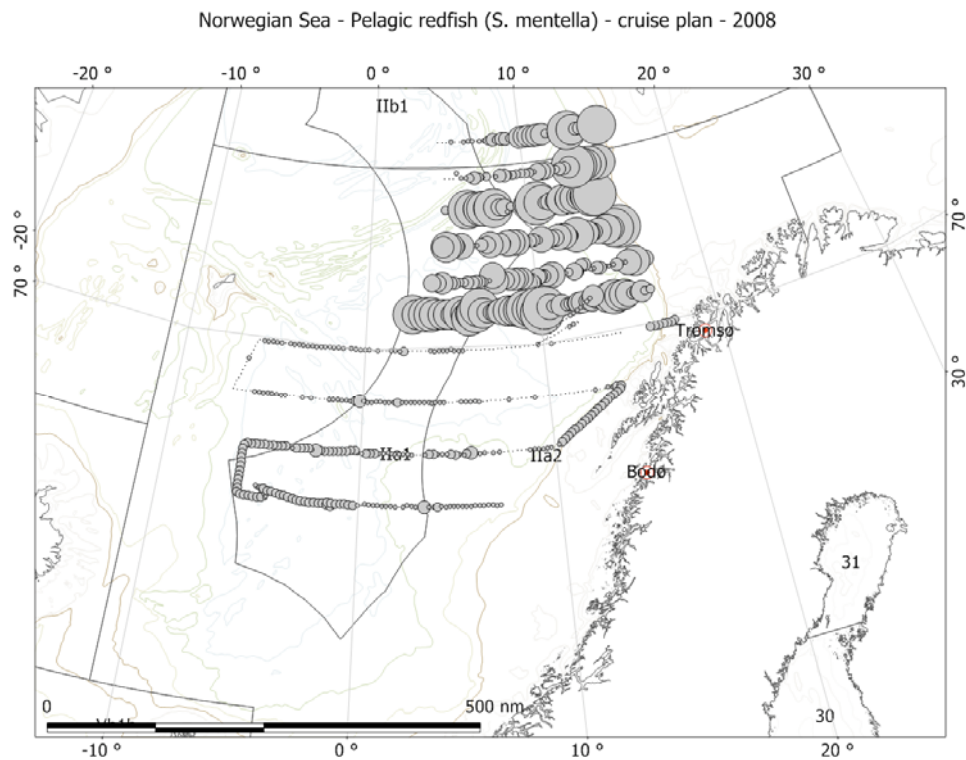 Norwegian Sea - Pelagic redfish (S. mentella) - cruise plan - 2008
-20 ° -10 ° 0 ° 10 ° 20 ° 30 °
IIb1
-20 °
70 °
70 °
Tromsø
30 °
IIa1 IIa2
Bodø
31
0 500 nm
30
-10 ° 0 ° 10 ° 20 °